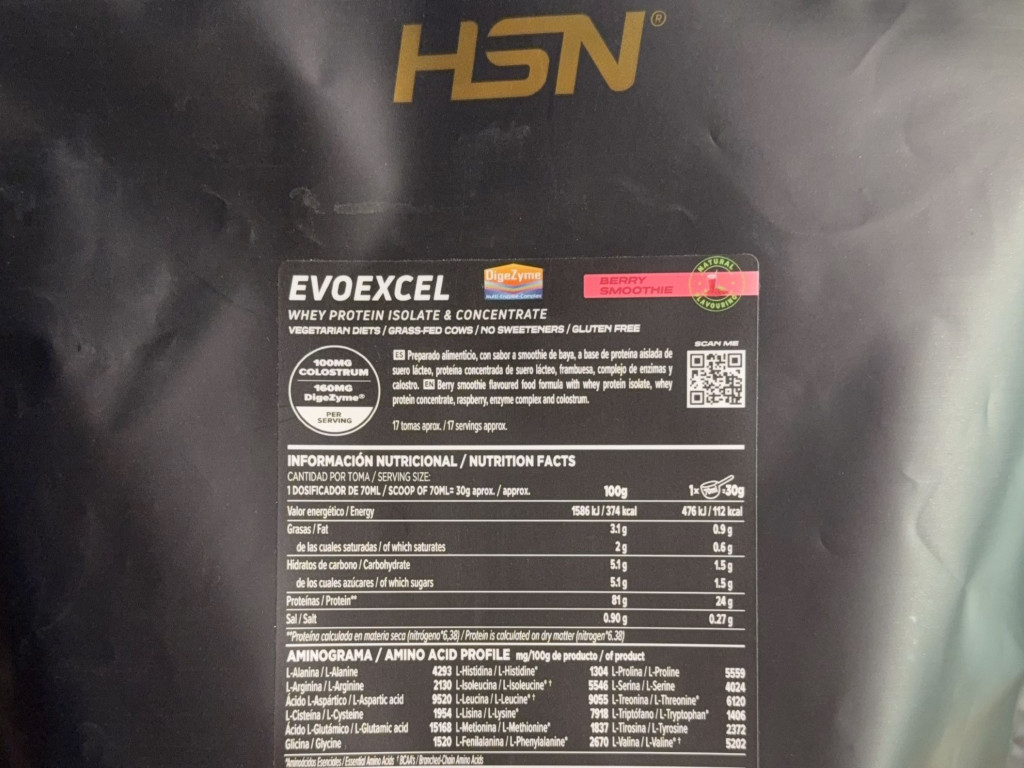 HSN®
EVOEXCEL
DigeZyme
Multi-Enzyme Complex
BERRY
SMOOTHIE
NATURAL
FLAVOURING
WHEY PROTEIN ISOLATE & CONCENTRATE
VEGETARIAN DIETS / GRASS-FED COWS / NO SWEETENERS / GLUTEN FREE
SCAN ME
100MG
COLOSTRUM
160MG
DigeZyme®
PER
SERVING
ES Preparado alimenticio, con sabor a smoothie de baya, a base de proteína aislada de
suero lácteo, proteína concentrada de suero lácteo, frambuesa, complejo de enzimas y
calostro. EN Berry smoothie flavoured food formula with whey protein isolate, whey
protein concentrate, raspberry, enzyme complex and colostrum.
17 tomas aprox. / 17 servings approx.
INFORMACIÓN NUTRICIONAL / NUTRITION FACTS
CANTIDAD POR TOMA / SERVING SIZE:
1 DOSIFICADOR DE 70ML / SCOOP OF 70ML= 30g aprox. / approx. 100g 1x 70ml 30g
Valor energético / Energy 1586 kJ / 374 kcal 476 kJ / 112 kcal
Grasas / Fat 3.1 g 0.9 g
de las cuales saturadas / of which saturates 2 g 0.6 g
Hidratos de carbono / Carbohydrate 5.1 g 1.5 g
de los cuales azúcares / of which sugars 5.1 g 1.5 g
Proteínas / Protein** 81 g 24 g
Sal / Salt 0.90 g 0.27 g
**Proteína calculada en materia seca (nitrógeno*6,38) / Protein is calculated on dry matter (nitrogen*6.38)
AMINOGRAMA / AMINO ACID PROFILE mg/100g de producto / of product
L-Alanina / L-Alanine 4293 L-Histidina / L-Histidine* 1304 L-Prolina / L-Proline 5559
L-Arginina / L-Arginine 2130 L-Isoleucina / L-Isoleucine* † 5546 L-Serina / L-Serine 4024
Ácido L-Aspártico / L-Aspartic acid 9520 L-Leucina / L-Leucine* † 9055 L-Treonina / L-Threonine* 6120
L-Cisteína / L-Cysteine 1954 L-Lisina / L-Lysine* 7918 L-Triptófano / L-Tryptophan* 1406
Ácido L-Glutámico / L-Glutamic acid 15168 L-Metionina / L-Methionine* 1837 L-Tirosina / L-Tyrosine 2372
Glicina / Glycine 1520 L-Fenilalanina / L-Phenylalanine* 2670 L-Valina / L-Valine* † 5202
*Aminoácidos Esenciales / Essential Amino Acids † BCAA's / Branched-Chain Amino Acids